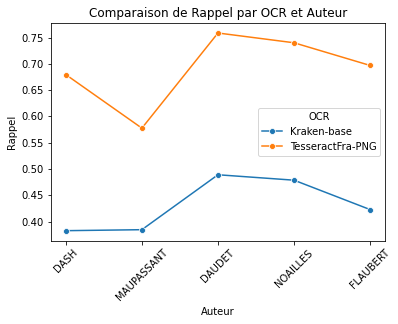 Comparaison de Rappel par OCR et Auteur
0.75
0.70
0.65
0.60
0.55
0.50
0.45
0.40
Rappel
OCR
Kraken-base
TesseractFra-PNG
DASH
MAUPASSANT
DAUDET
NOAILLES
FLAUBERT
Auteur